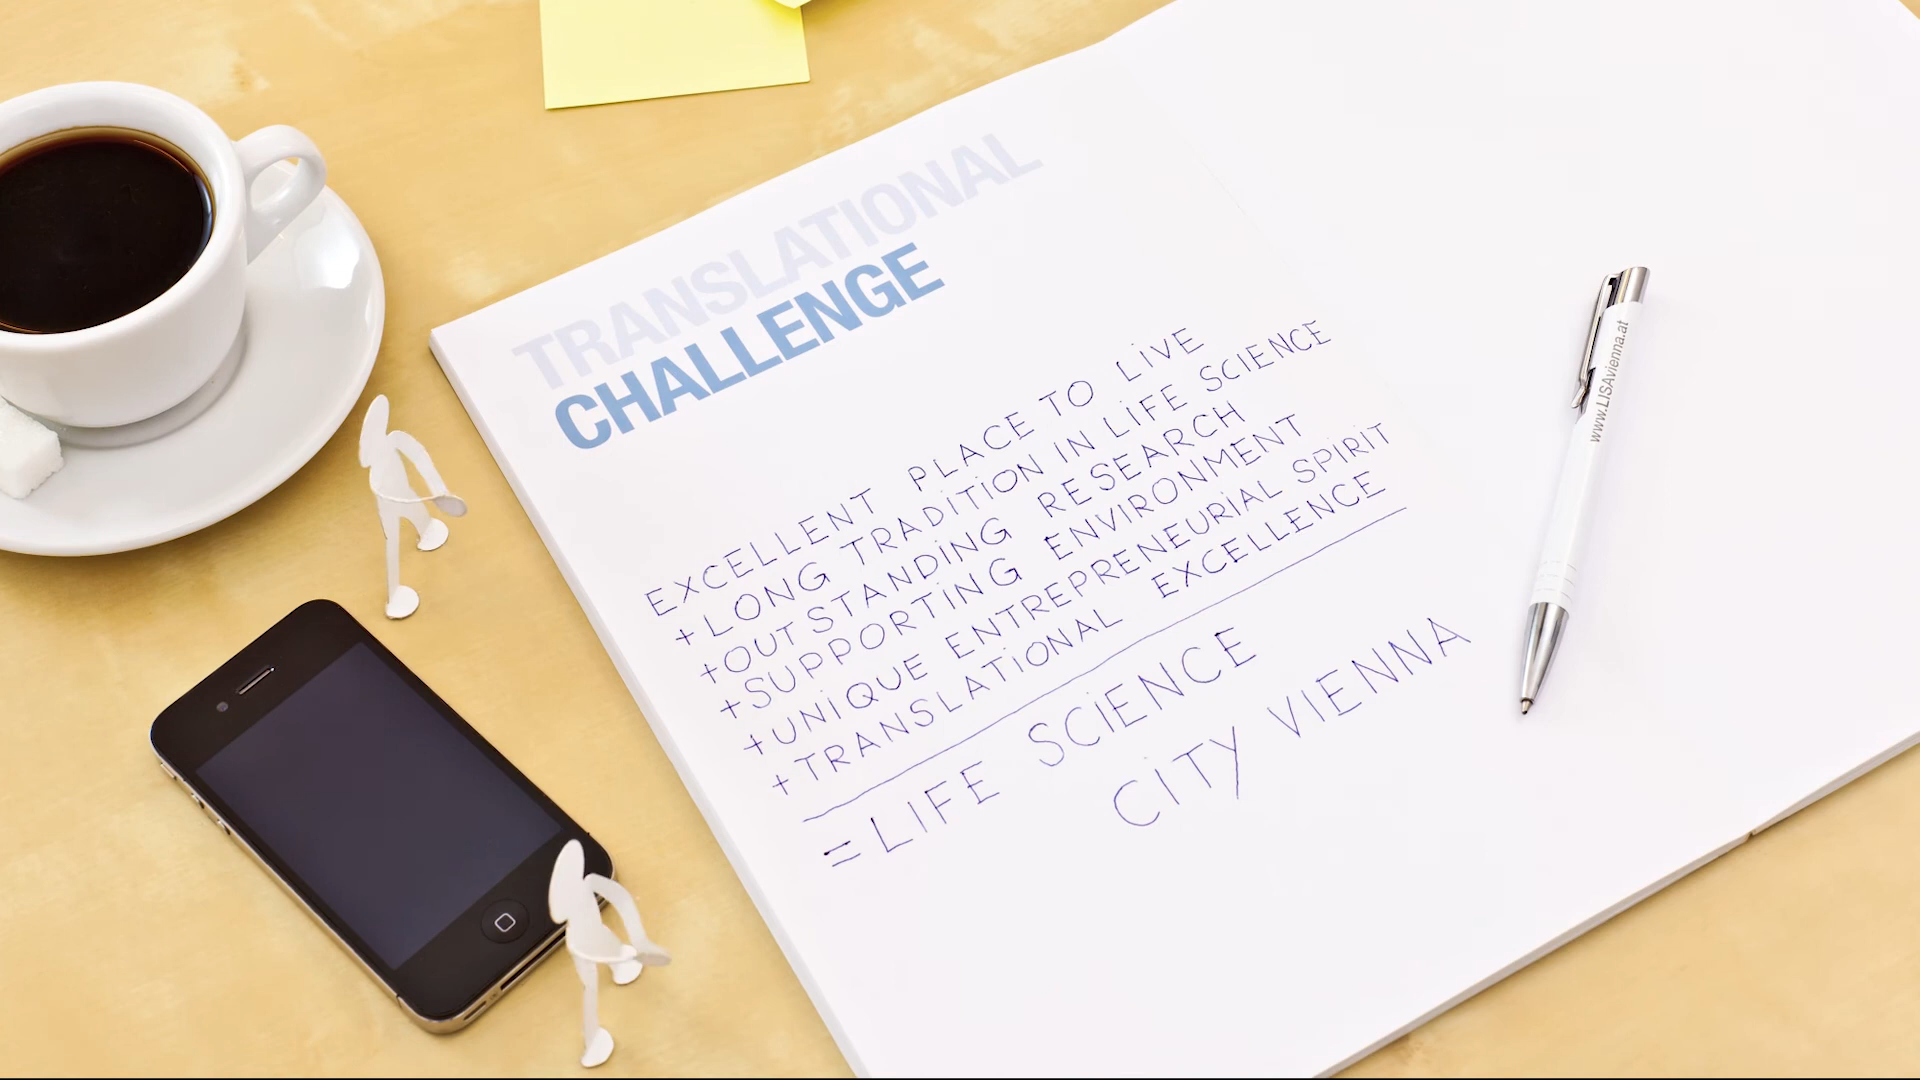 TRANSLATIONAL
CHALLENGE
EXCELLENT PLACE TO LIVE
+LONG TRADITION IN LIFE SCIENCE
+OUTSTANDING RESEARCH
+SUPPORTING ENVIRONMENT
+UNIQUE ENTREPRENEURIAL SPIRIT
+TRANSLATIONAL EXCELLENCE
=LIFE SCIENCE
CITY VIENNA
www.LISAvienna.at